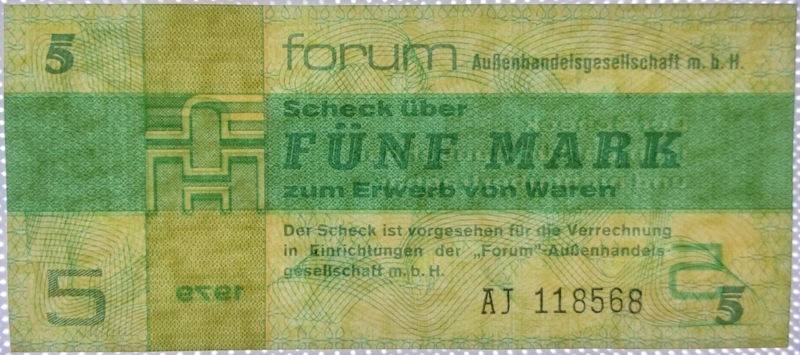 5
forum Außenhandelsgesellschaft m. b. H.
Scheck über
FÜNF MARK
zum Erwerb von Waren
Der Scheck ist vorgesehen für die Verrechnung
in Einrichtungen der „Forum"-Außenhandels-
gesellschaft m. b. H.
5
1979
AJ 118568
5